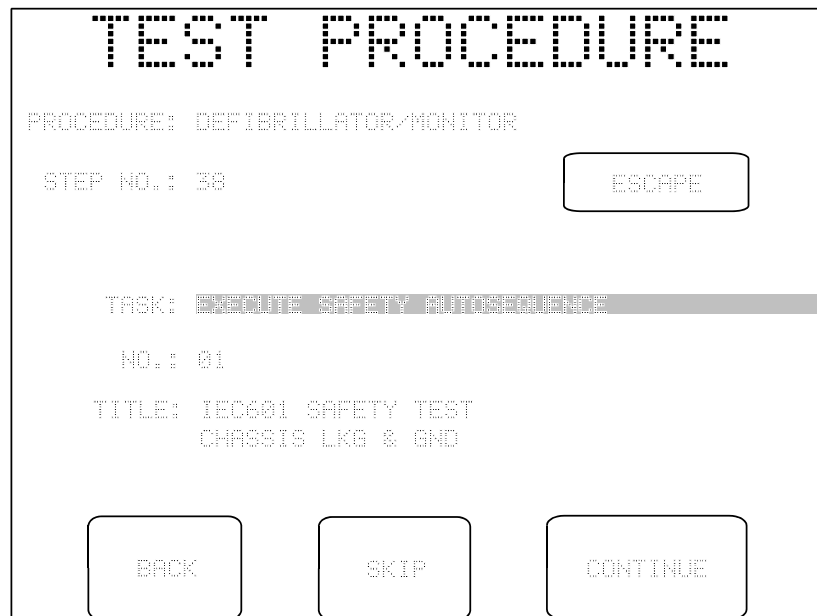 TEST PROCEDURE
PROCEDURE: DEFIBRILLATOR/MONITOR
STEP NO.: 38
ESCAPE
TASK: EXECUTE SAFETY AUTOSEQUENCE
NO.: 01
TITLE: IEC601 SAFETY TEST
CHASSIS LKG & GND
BACK
SKIP
CONTINUE